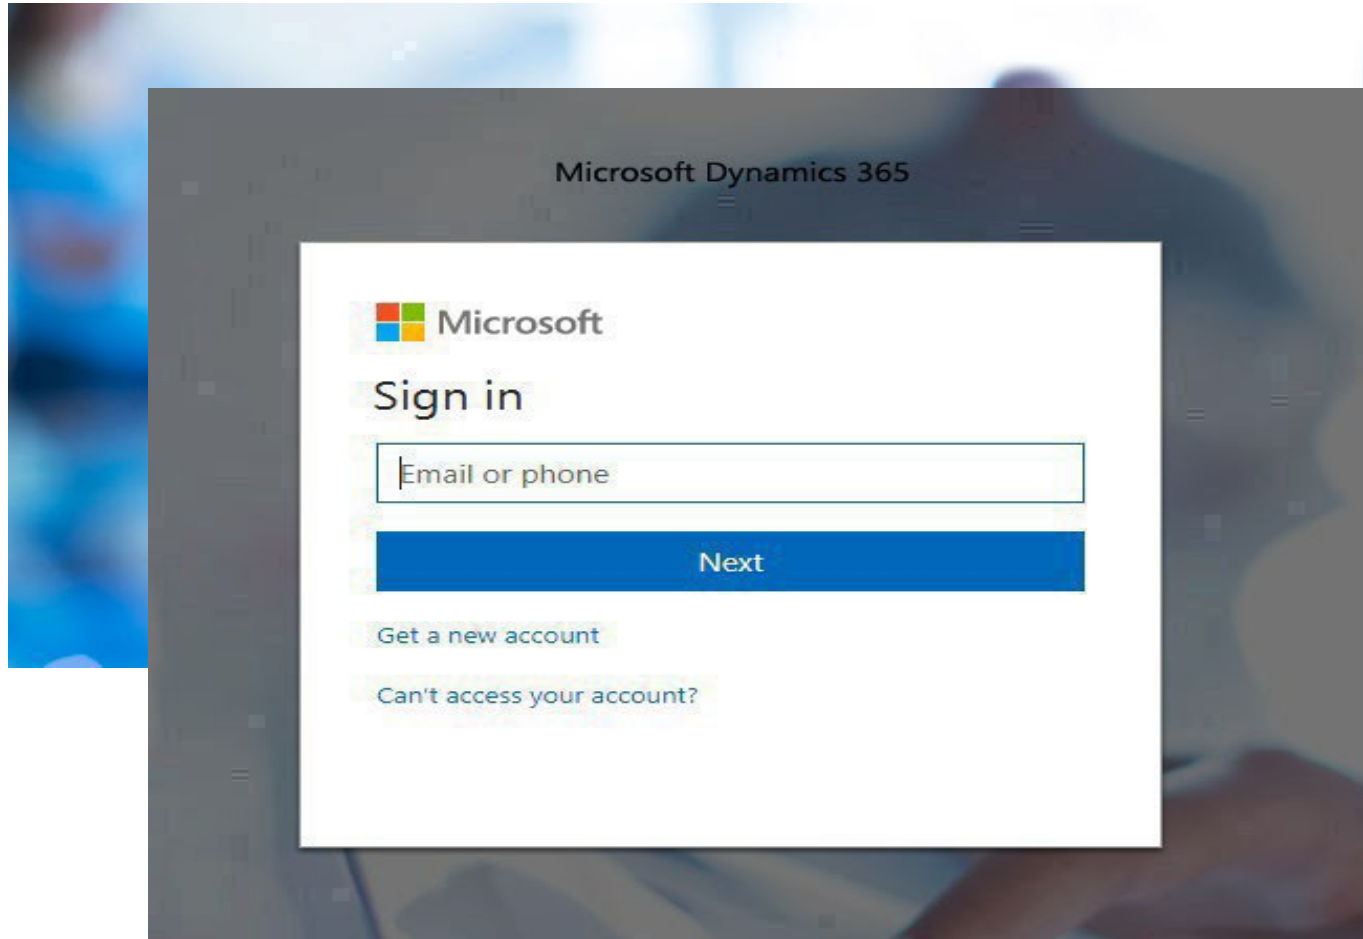 Microsoft Dynamics 365
Microsoft
Sign in
Email or phone
Next
Get a new account
Can't access your account?